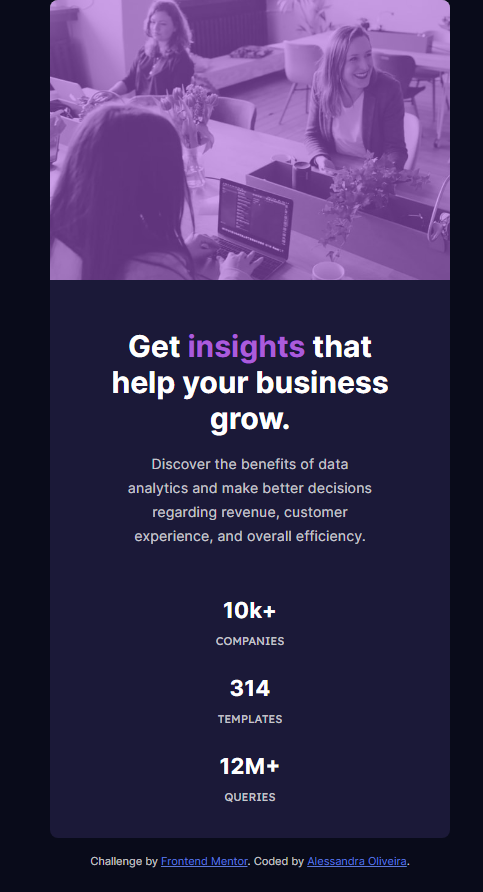 Get insights that
help your business
grow.
Discover the benefits of data
analytics and make better decisions
regarding revenue, customer
experience, and overall efficiency.
10k+
COMPANIES
314
TEMPLATES
12M+
QUERIES
Challenge by Frontend Mentor. Coded by Alessandra Oliveira.